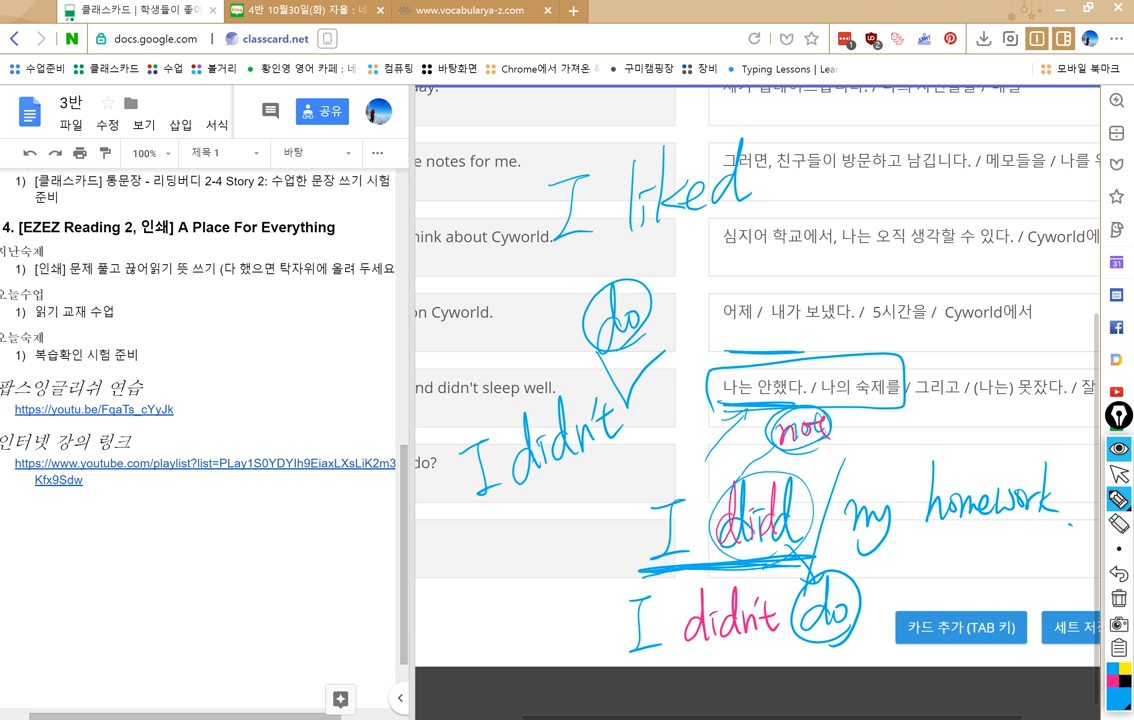 클래스카드 | 학생들이 좋아
4반 10월30일(화) 자율 : 네
www.vocabularya-z.com
docs.google.com
classcard.net
수업준비
클래스카드
수업
볼거리
황인영 영어 카페 : 네
컴퓨팅
바탕화면
Chrome에서 가져온
구미캠핑장
장비
Typing Lessons | Lear
모바일 북마크
3반
파일 수정 보기 삽입 서식
공유
100% 제목 1 바탕
1) [클래스카드] 통문장 - 리딩버디 2-4 Story 2: 수업한 문장 쓰기 시험
준비
4. [EZEZ Reading 2, 인쇄] A Place For Everything
지난숙제
1) [인쇄] 문제 풀고 끊어읽기 뜻 쓰기 (다 했으면 탁자위에 올려 두세요
오늘수업
1) 읽기 교재 수업
오늘숙제
1) 복습확인 시험 준비
팝스잉글리쉬 연습
https://youtu.be/FqaTs_cYyJk
인터넷 강의 링크
https://www.youtube.com/playlist?list=PLay1S0YDYIh9EiaxLXsLiK2m3
Kfx9Sdw
day.
e notes for me.
그러면, 친구들이 방문하고 남깁니다. / 메모들을 / 나를 위
I liked
hink about Cyworld.
심지어 학교에서, 나는 오직 생각할 수 있다. / Cyworld에
on Cyworld.
어제 / 내가 보냈다. / 5시간을 / Cyworld에서
do
nd didn't sleep well.
나는 안했다. / 나의 숙제를 / 그리고 / (나는) 못잤다. / 잘
not
I didn't
do?
I did / my homework.
I didn't do
카드 추가 (TAB 키)
세트 저